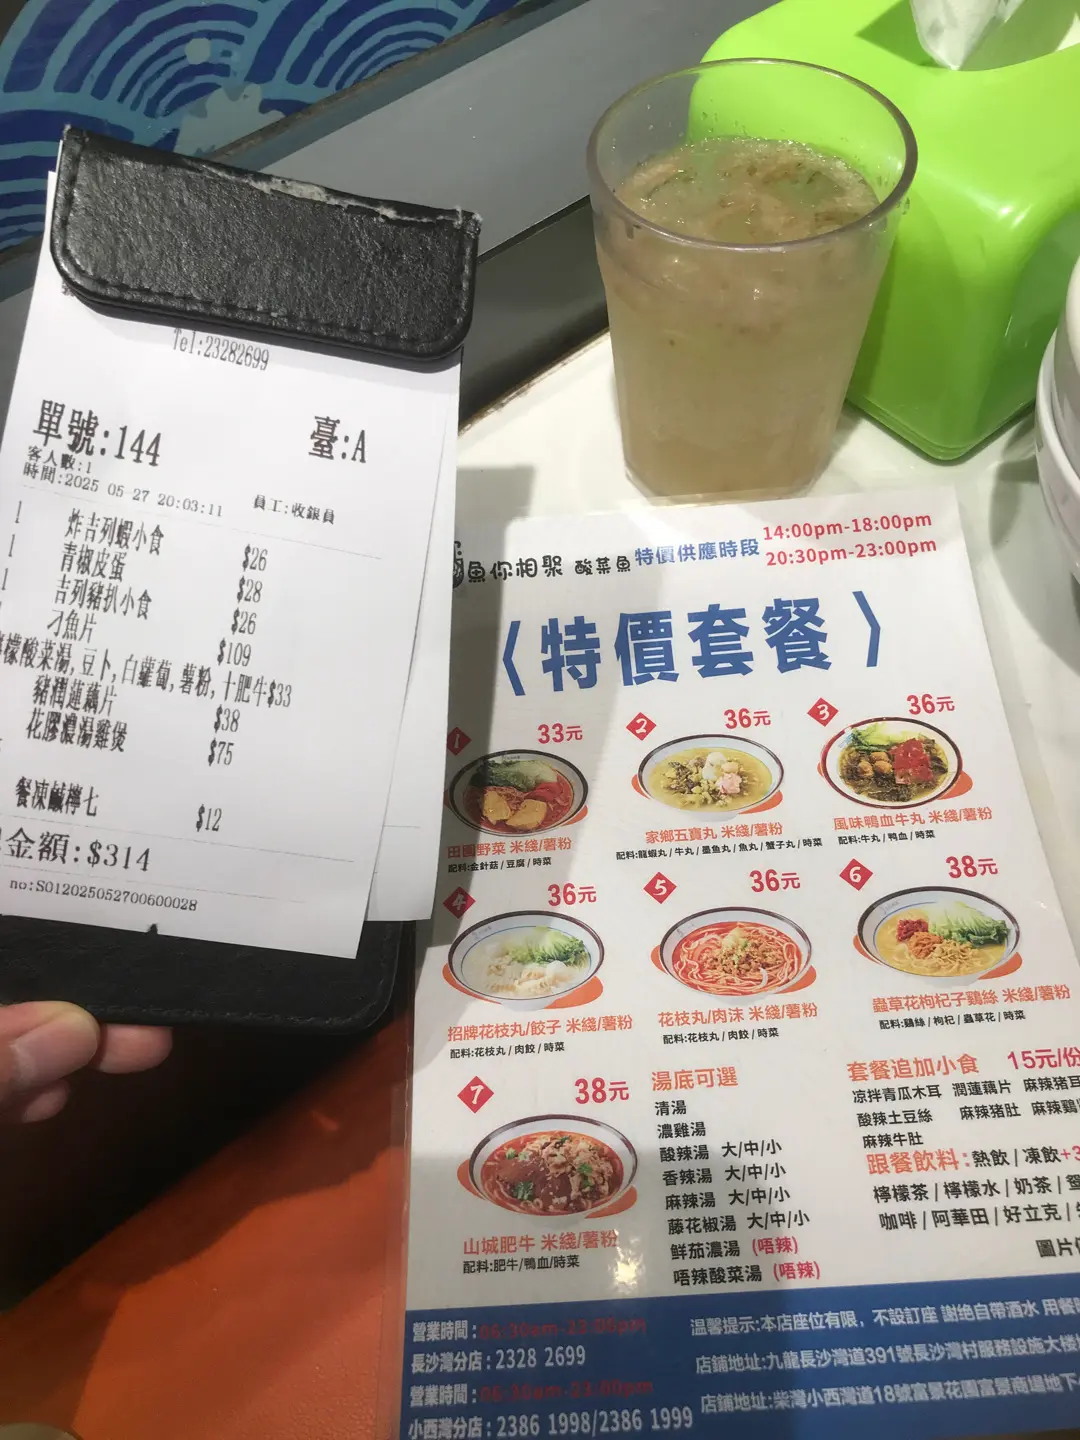 Tel:23282699
單號:144
臺:A
客人數:1
時間:2025 05-27 20:03:11
員工:收銀員
1 炸吉列蝦小食 $26
1 青椒皮蛋 $28
1 吉列豬扒小食 $26
刁魚片 $109
檬酸菜湯,豆卜,白蘿蔔,薯粉,十肥牛$33
豬潤蓮藕片 $38
花膠濃湯雞煲 $75
餐凍鹹檸七 $12
金額:$314
no:S012025052700600028
魚你相聚 酸菜魚
特價供應時段
14:00pm-18:00pm
20:30pm-23:00pm
〈特價套餐〉
1 33元
田園野菜 米綫/薯粉
配料:金針菇/豆腐/時菜
2 36元
家鄉五寶丸 米綫/薯粉
配料:龍蝦丸/牛丸/墨魚丸/魚丸/蟹子丸/時菜
3 36元
風味鴨血牛丸 米綫/薯粉
配料:牛丸/鴨血/時菜
4 36元
招牌花枝丸/餃子 米綫/薯粉
配料:花枝丸/肉餃/時菜
5 36元
花枝丸/肉沫 米綫/薯粉
配料:花枝丸/肉餃/時菜
6 38元
蟲草花枸杞子鷄絲 米綫/薯粉
配料:鷄絲/枸杞/蟲草花/時菜
7 38元
山城肥牛 米綫/薯粉
配料:肥牛/鴨血/時菜
湯底可選
清湯
濃雞湯
酸辣湯 大/中/小
香辣湯 大/中/小
麻辣湯 大/中/小
藤花椒湯 大/中/小
鮮茄濃湯 (唔辣)
唔辣酸菜湯 (唔辣)
套餐追加小食 15元/份
凉拌青瓜木耳 潤蓮藕片 麻辣猪耳
酸辣土豆絲 麻辣猪肚 麻辣鷄
麻辣牛肚
跟餐飲料:熱飲/凍飲+3
檸檬茶/檸檬水/奶茶/
咖啡/阿華田/好立克/
圖片
營業時間:06:30am-23:00pm
長沙灣分店:2328 2699
營業時間:06:30am-23:00pm
小西灣分店:2386 1998/2386 1999
溫馨提示:本店座位有限，不設訂座 謝绝自帶酒水 用餐
店鋪地址:九龍長沙灣道391號長沙灣村服務設施大楼
店鋪地址:柴灣小西灣道18號富景花園富景商場地下